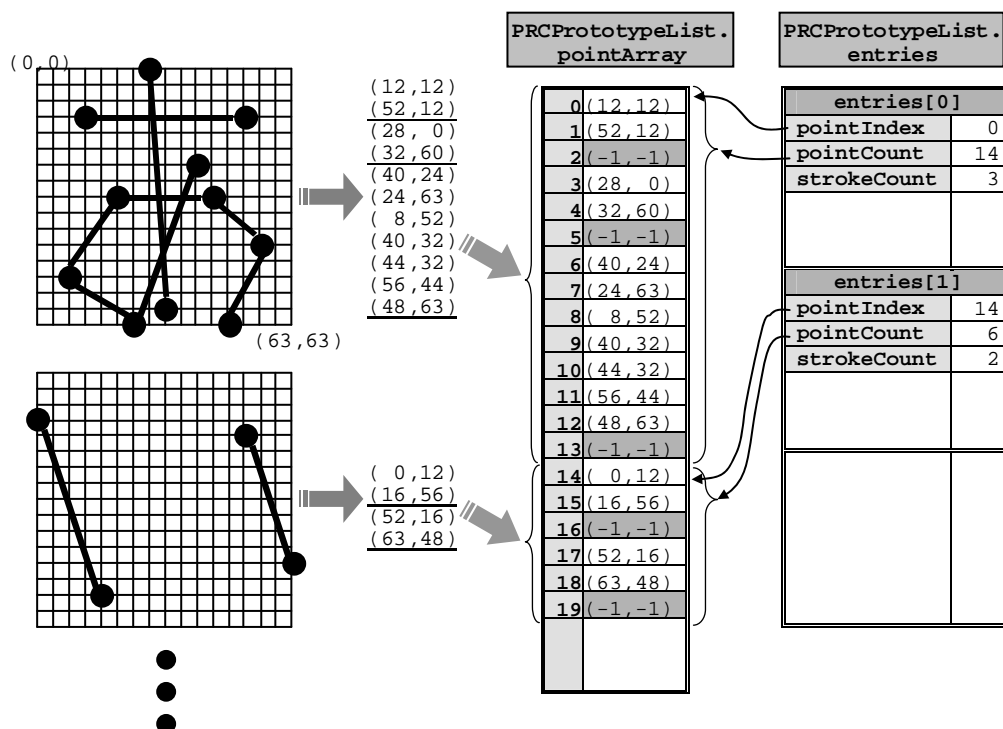 (0,0)
(63,63)
(12,12)
(52,12)
(28, 0)
(32,60)
(40,24)
(24,63)
( 8,52)
(40,32)
(44,32)
(56,44)
(48,63)
( 0,12)
(16,56)
(52,16)
(63,48)
PRCPrototypeList.
pointArray
0 (12,12)
1 (52,12)
2 (-1,-1)
3 (28, 0)
4 (32,60)
5 (-1,-1)
6 (40,24)
7 (24,63)
8 ( 8,52)
9 (40,32)
10 (44,32)
11 (56,44)
12 (48,63)
13 (-1,-1)
14 ( 0,12)
15 (16,56)
16 (-1,-1)
17 (52,16)
18 (63,48)
19 (-1,-1)
PRCPrototypeList.
entries
entries[0]
pointIndex 0
pointCount 14
strokeCount 3
entries[1]
pointIndex 14
pointCount 6
strokeCount 2